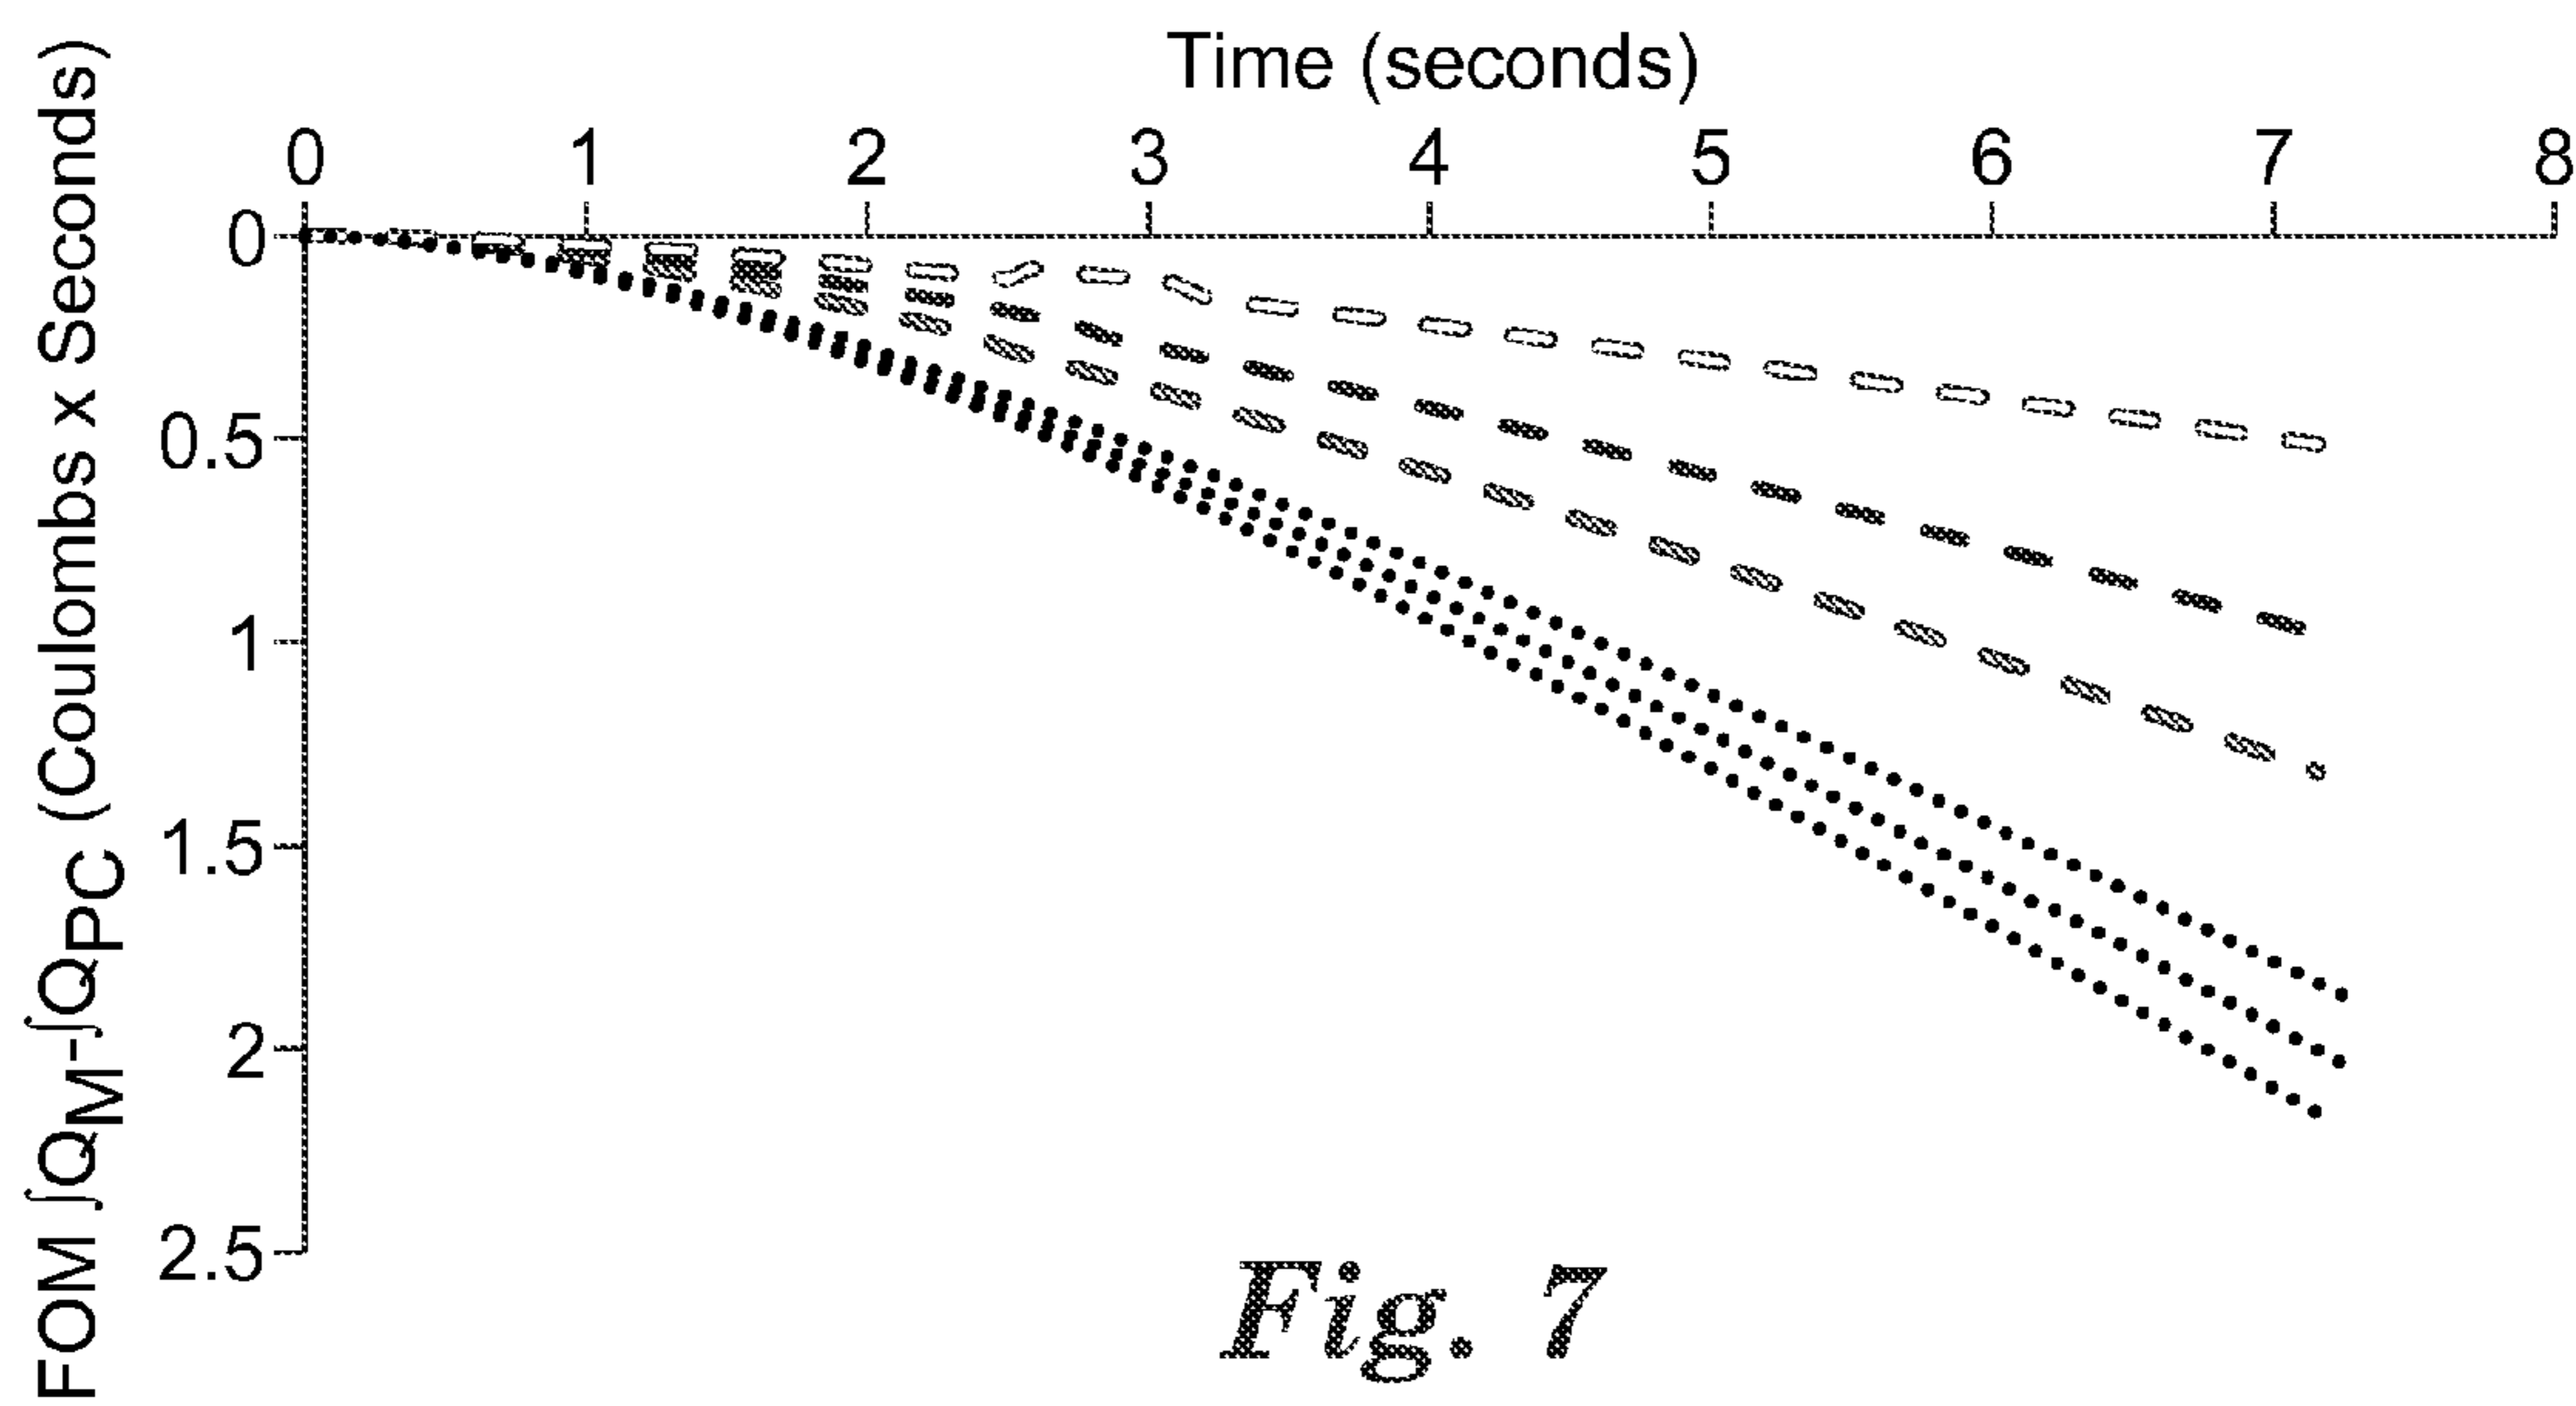 Time (seconds)
0 1 2 3 4 5 6 7 8
0
0.5
1
1.5
2
2.5
FOM ∫QM-∫QPC (Coulombs x Seconds)
Fig. 7